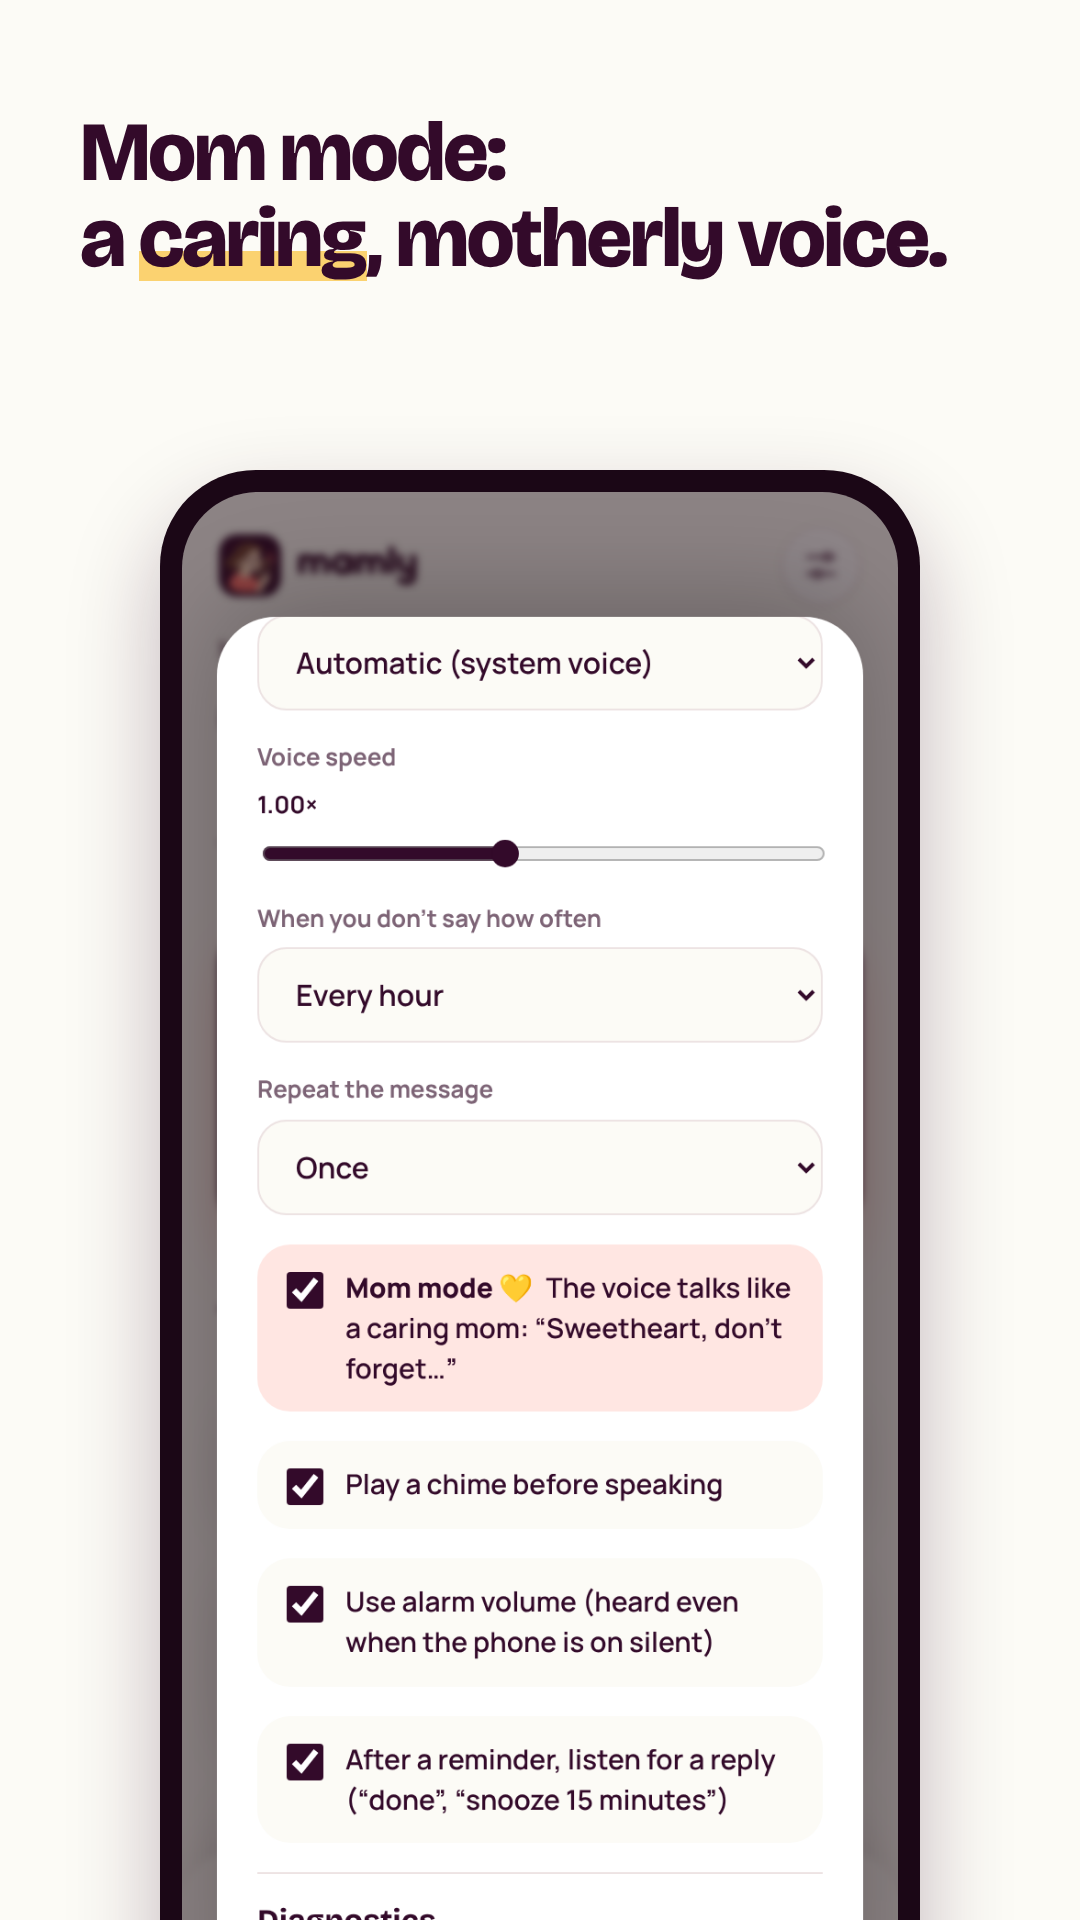 Mom mode:
a caring, motherly voice.
mamly
Automatic (system voice)
Voice speed
1.00×
When you don’t say how often
Every hour
Repeat the message
Once
Mom mode 💛 The voice talks like
a caring mom: “Sweetheart, don’t
forget…”
Play a chime before speaking
Use alarm volume (heard even
when the phone is on silent)
After a reminder, listen for a reply
(“done”, “snooze 15 minutes”)
Diagnostics